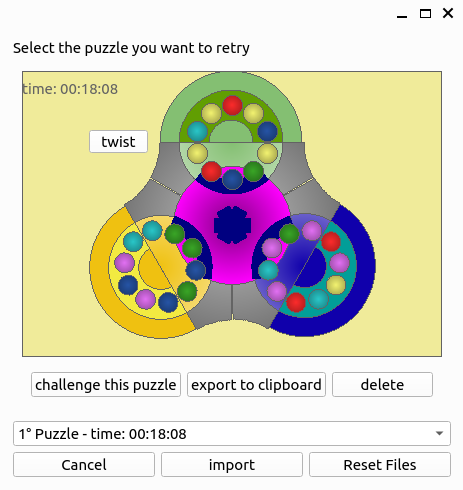 Select the puzzle you want to retry
time: 00:18:08
twist
challenge this puzzle
export to clipboard
delete
1° Puzzle - time: 00:18:08
Cancel
import
Reset Files